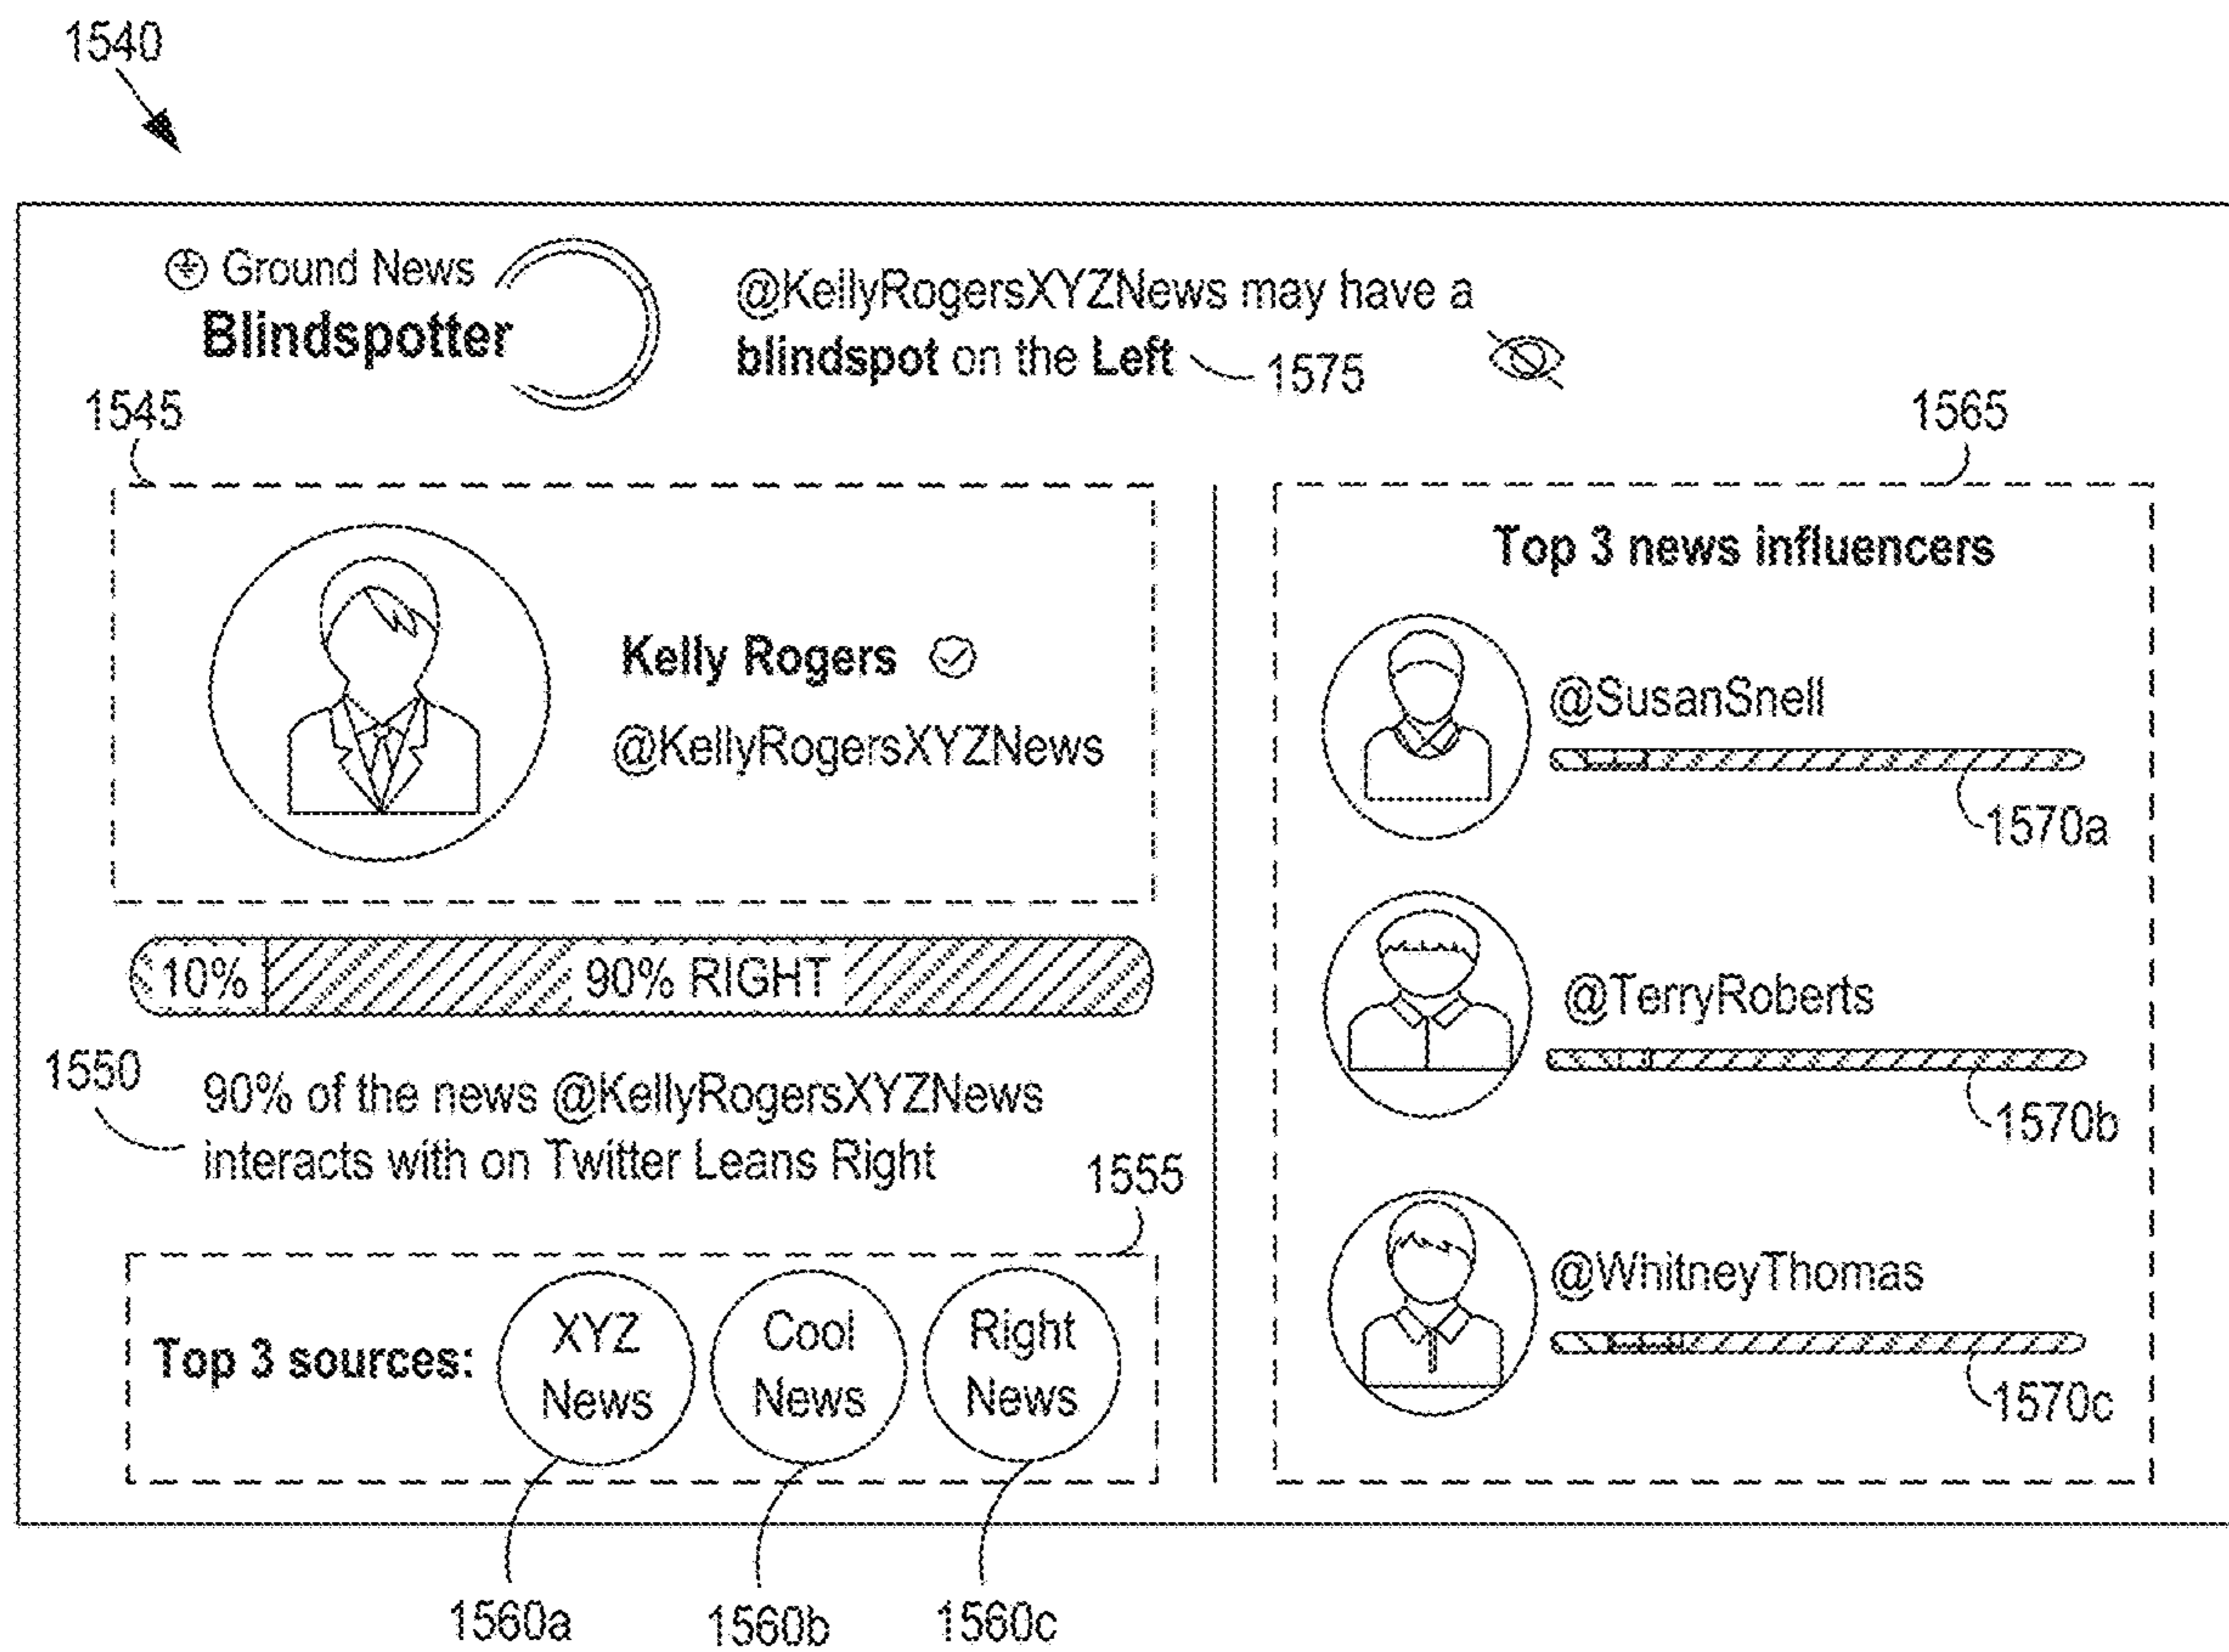 1540
Ground News
Blindspotter
@KellyRogersXYZNews may have a
blindspot on the Left
1575
1545
1565
Kelly Rogers
@KellyRogersXYZNews
10%
90% RIGHT
1550
90% of the news @KellyRogersXYZNews
interacts with on Twitter Leans Right
1555
Top 3 sources:
XYZ
News
Cool
News
Right
News
1560a
1560b
1560c
Top 3 news influencers
@SusanSnell
1570a
@TerryRoberts
1570b
@WhitneyThomas
1570c